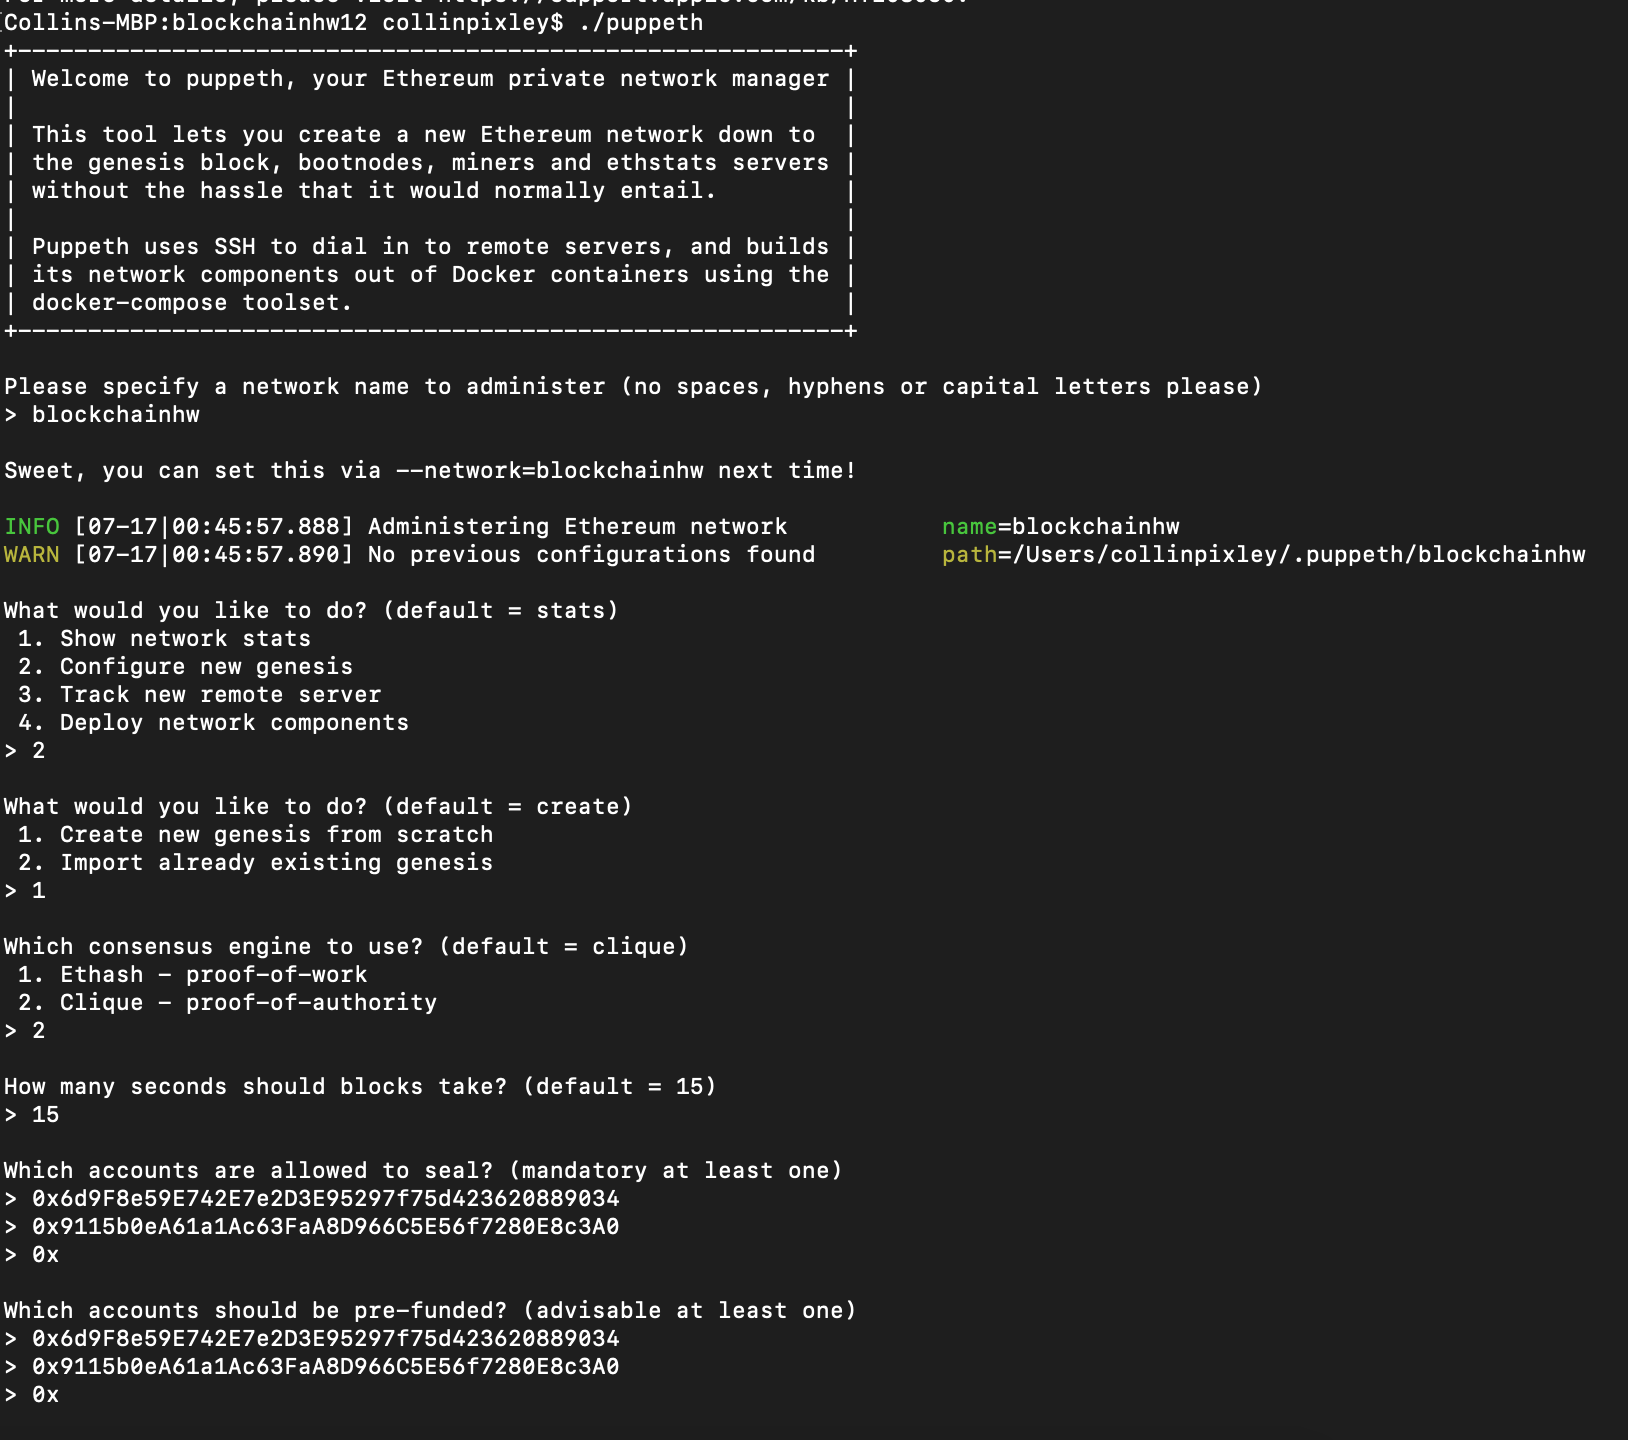 Collins-MBP:blockchainhw12 collinpixley$ ./puppeth
+-----------------------------------------------------------+
| Welcome to puppeth, your Ethereum private network manager |
|                                                           |
| This tool lets you create a new Ethereum network down to  |
| the genesis block, bootnodes, miners and ethstats servers |
| without the hassle that it would normally entail.         |
|                                                           |
| Puppeth uses SSH to dial in to remote servers, and builds |
| its network components out of Docker containers using the |
| docker-compose toolset.                                   |
+-----------------------------------------------------------+
Please specify a network name to administer (no spaces, hyphens or capital letters please)
> blockchainhw
Sweet, you can set this via --network=blockchainhw next time!
INFO [07-17|00:45:57.888] Administering Ethereum network           name=blockchainhw
WARN [07-17|00:45:57.890] No previous configurations found         path=/Users/collinpixley/.puppeth/blockchainhw
What would you like to do? (default = stats)
 1. Show network stats
 2. Configure new genesis
 3. Track new remote server
 4. Deploy network components
> 2
What would you like to do? (default = create)
 1. Create new genesis from scratch
 2. Import already existing genesis
> 1
Which consensus engine to use? (default = clique)
 1. Ethash - proof-of-work
 2. Clique - proof-of-authority
> 2
How many seconds should blocks take? (default = 15)
> 15
Which accounts are allowed to seal? (mandatory at least one)
> 0x6d9F8e59E742E7e2D3E95297f75d423620889034
> 0x9115b0eA61a1Ac63FaA8D966C5E56f7280E8c3A0
> 0x
Which accounts should be pre-funded? (advisable at least one)
> 0x6d9F8e59E742E7e2D3E95297f75d423620889034
> 0x9115b0eA61a1Ac63FaA8D966C5E56f7280E8c3A0
> 0x